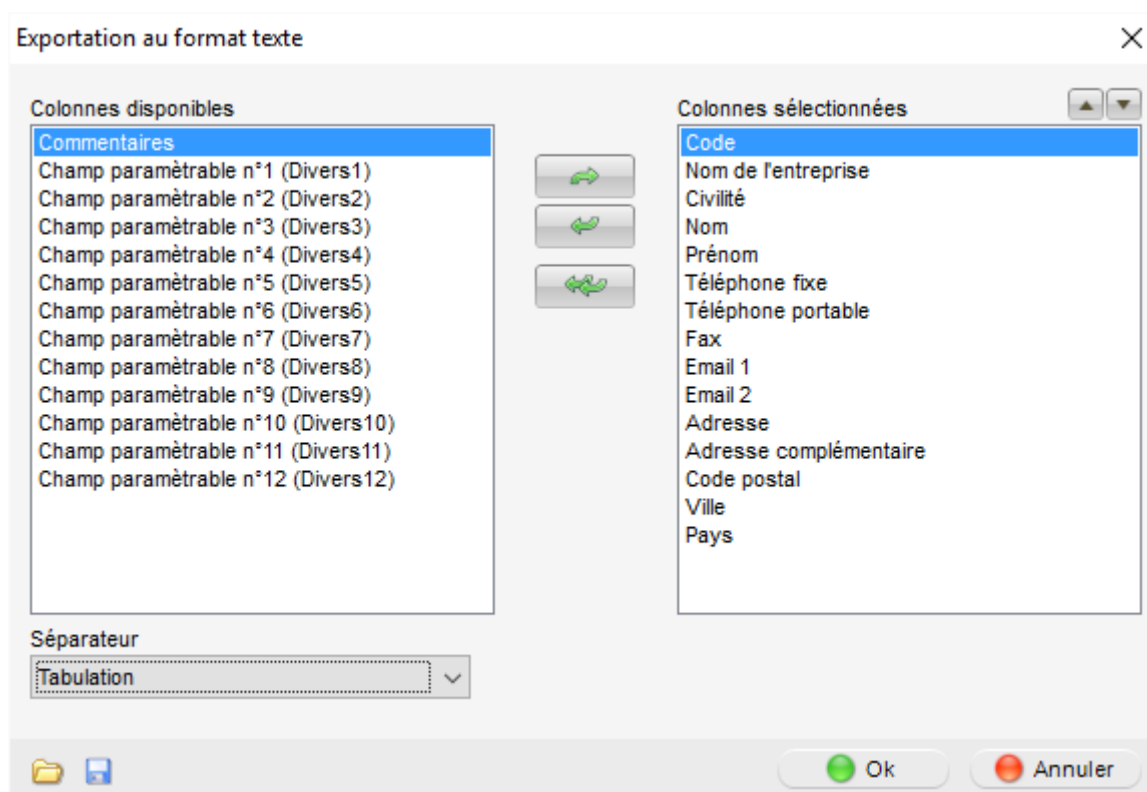 Exportation au format texte
Colonnes disponibles
Commentaires
Champ paramètrable n°1 (Divers1)
Champ paramètrable n°2 (Divers2)
Champ paramètrable n°3 (Divers3)
Champ paramètrable n°4 (Divers4)
Champ paramètrable n°5 (Divers5)
Champ paramètrable n°6 (Divers6)
Champ paramètrable n°7 (Divers7)
Champ paramètrable n°8 (Divers8)
Champ paramètrable n°9 (Divers9)
Champ paramètrable n°10 (Divers10)
Champ paramètrable n°11 (Divers11)
Champ paramètrable n°12 (Divers12)
Colonnes sélectionnées
Code
Nom de l'entreprise
Civilité
Nom
Prénom
Téléphone fixe
Téléphone portable
Fax
Email 1
Email 2
Adresse
Adresse complémentaire
Code postal
Ville
Pays
Séparateur
Tabulation
Ok
Annuler